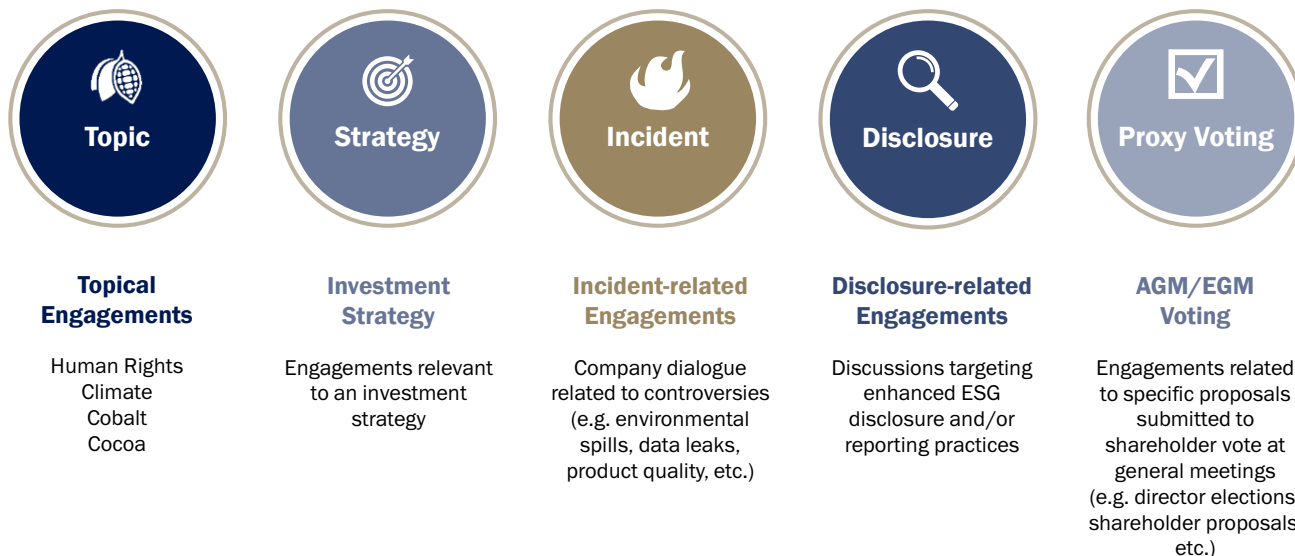 Topic
Strategy
Incident
Disclosure
Proxy Voting
Topical
Engagements
Human Rights
Climate
Cobalt
Cocoa
Investment
Strategy
Engagements relevant
to an investment
strategy
Incident-related
Engagements
Company dialogue
related to controversies
(e.g. environmental
spills, data leaks,
product quality, etc.)
Disclosure-related
Engagements
Discussions targeting
enhanced ESG
disclosure and/or
reporting practices
AGM/EGM
Voting
Engagements related
to specific proposals
submitted to
shareholder vote at
general meetings
(e.g. director elections
shareholder proposals
etc.)